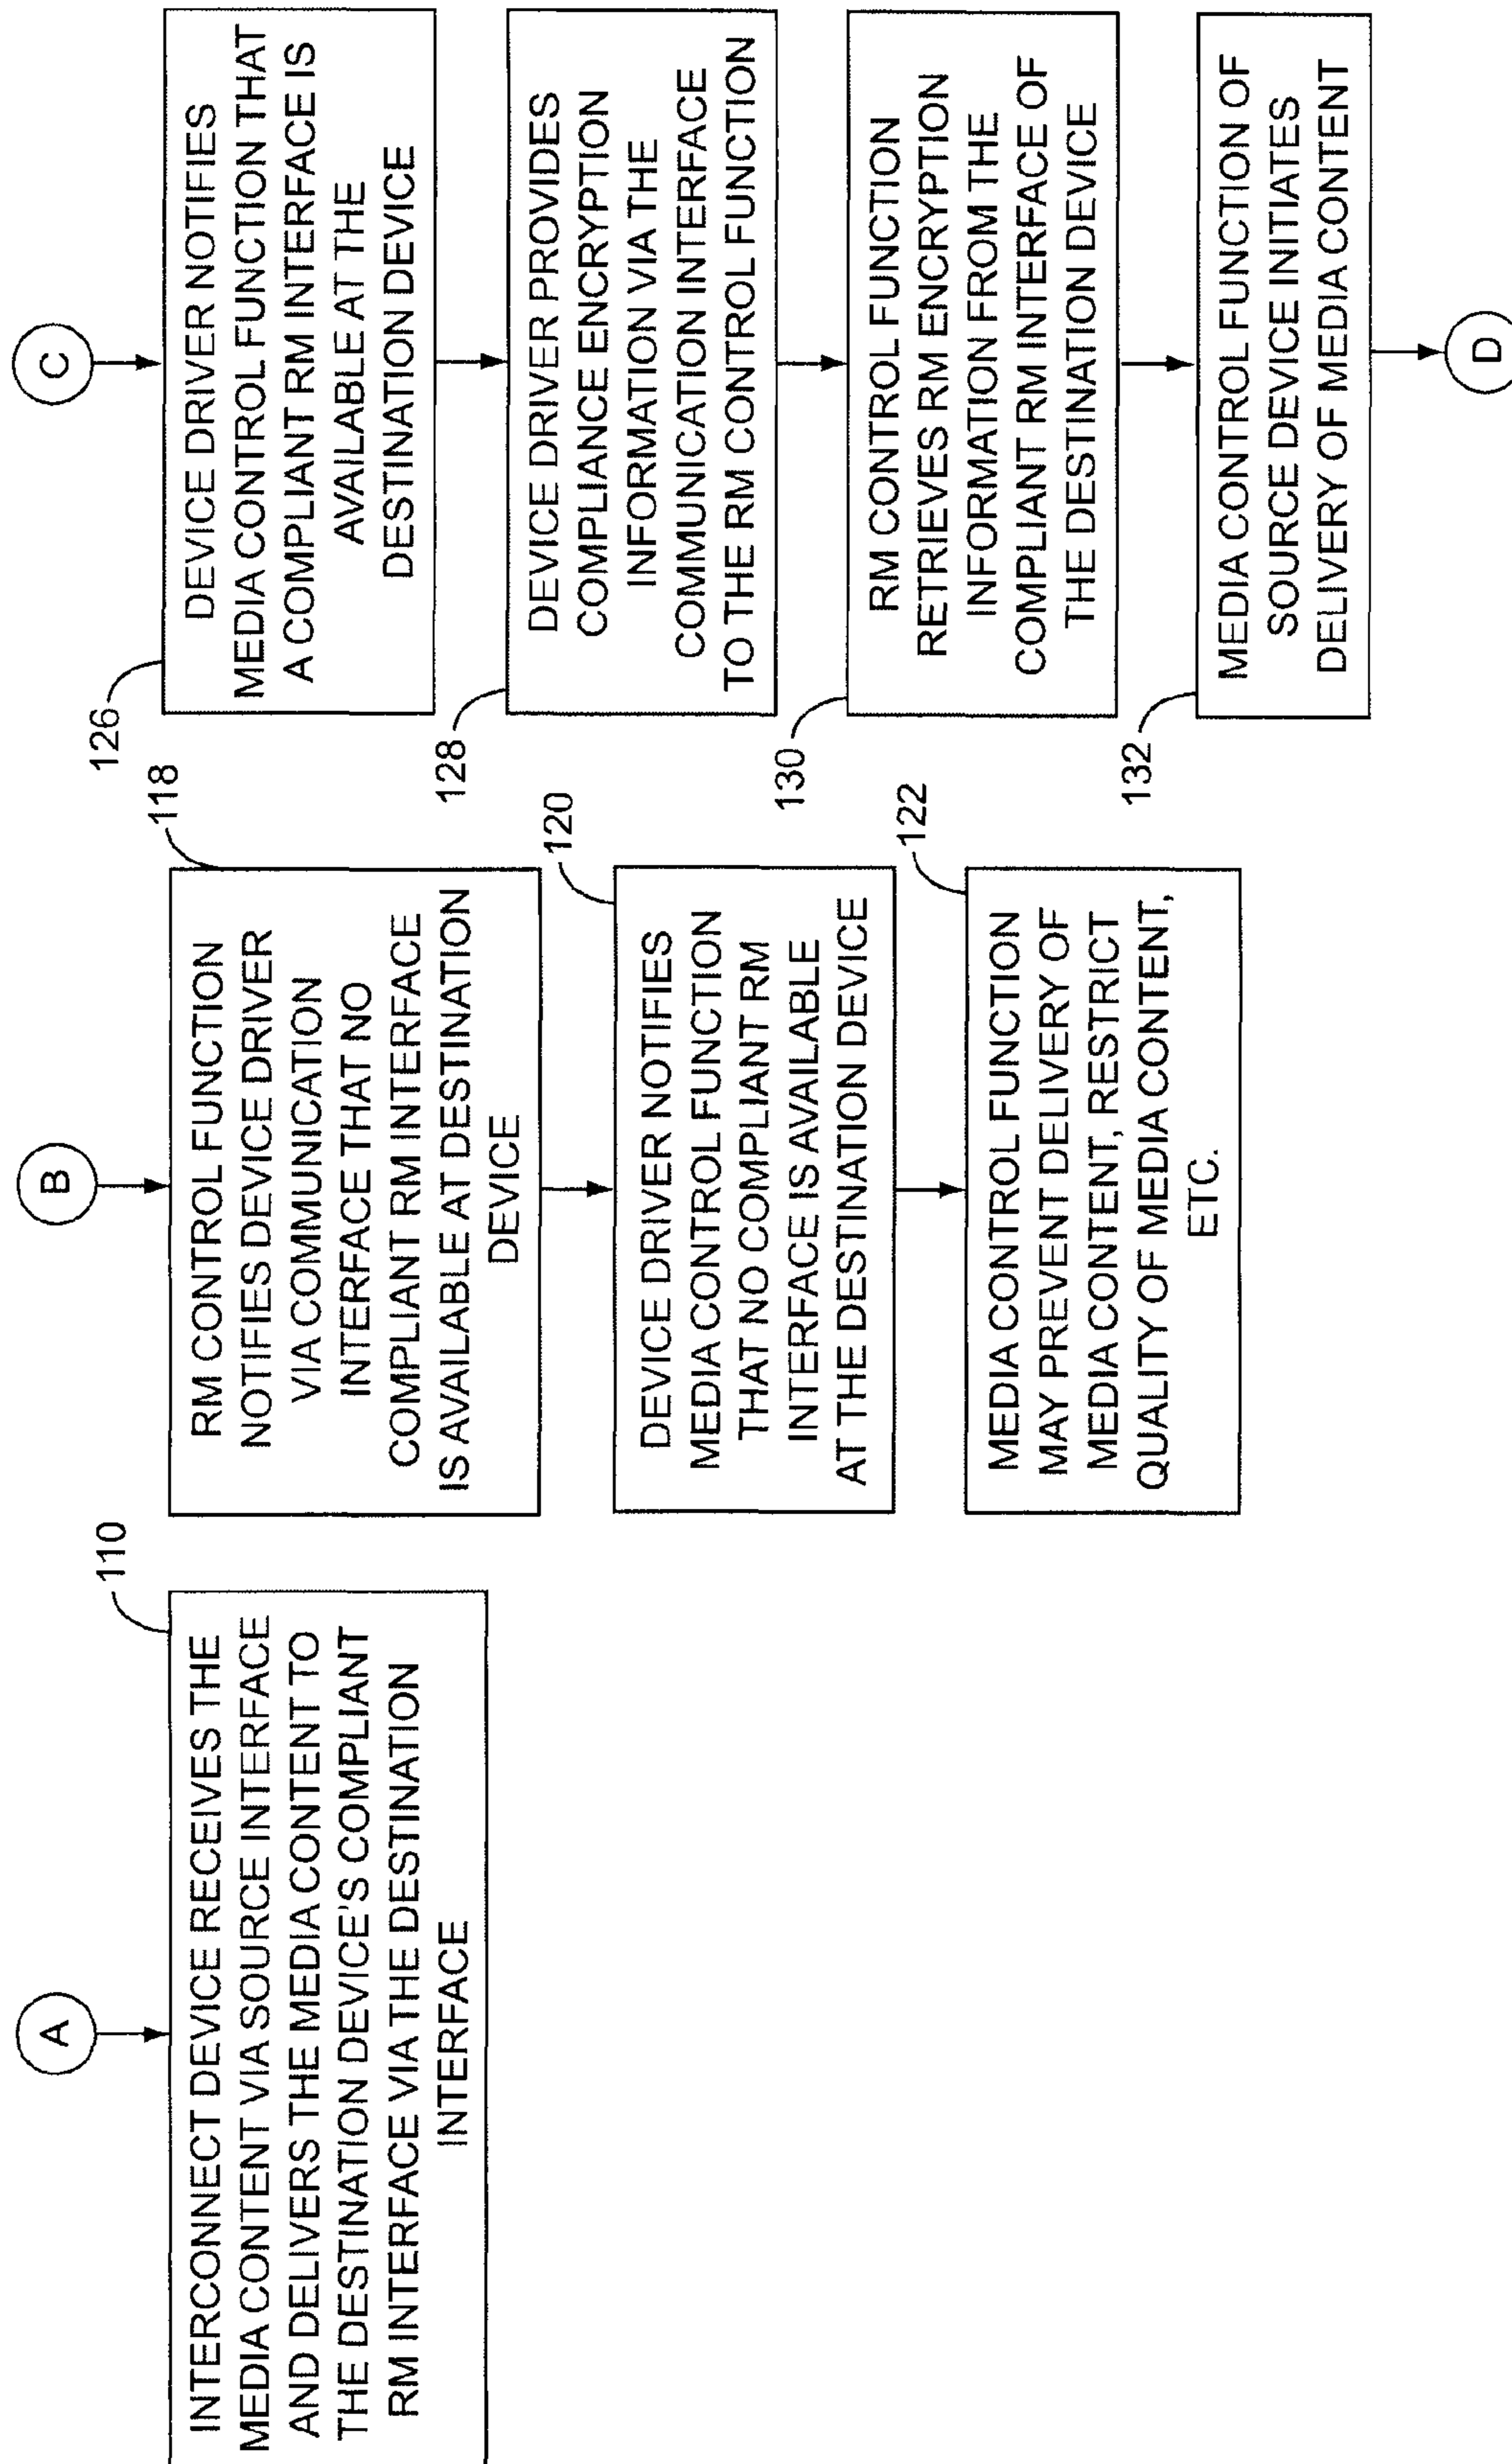 A
110
INTERCONNECT DEVICE RECEIVES THE
MEDIA CONTENT VIA SOURCE INTERFACE
AND DELIVERS THE MEDIA CONTENT TO
THE DESTINATION DEVICE'S COMPLIANT
RM INTERFACE VIA THE DESTINATION
INTERFACE
B
118
RM CONTROL FUNCTION
NOTIFIES DEVICE DRIVER
VIA COMMUNICATION
INTERFACE THAT NO
COMPLIANT RM INTERFACE
IS AVAILABLE AT DESTINATION
DEVICE
120
DEVICE DRIVER NOTIFIES
MEDIA CONTROL FUNCTION
THAT NO COMPLIANT RM
INTERFACE IS AVAILABLE
AT THE DESTINATION DEVICE
122
MEDIA CONTROL FUNCTION
MAY PREVENT DELIVERY OF
MEDIA CONTENT, RESTRICT
QUALITY OF MEDIA CONTENT,
ETC.
C
126
DEVICE DRIVER NOTIFIES
MEDIA CONTROL FUNCTION THAT
A COMPLIANT RM INTERFACE IS
AVAILABLE AT THE
DESTINATION DEVICE
128
DEVICE DRIVER PROVIDES
COMPLIANCE ENCRYPTION
INFORMATION VIA THE
COMMUNICATION INTERFACE
TO THE RM CONTROL FUNCTION
130
RM CONTROL FUNCTION
RETRIEVES RM ENCRYPTION
INFORMATION FROM THE
COMPLIANT RM INTERFACE OF
THE DESTINATION DEVICE
132
MEDIA CONTROL FUNCTION OF
SOURCE DEVICE INITIATES
DELIVERY OF MEDIA CONTENT
D